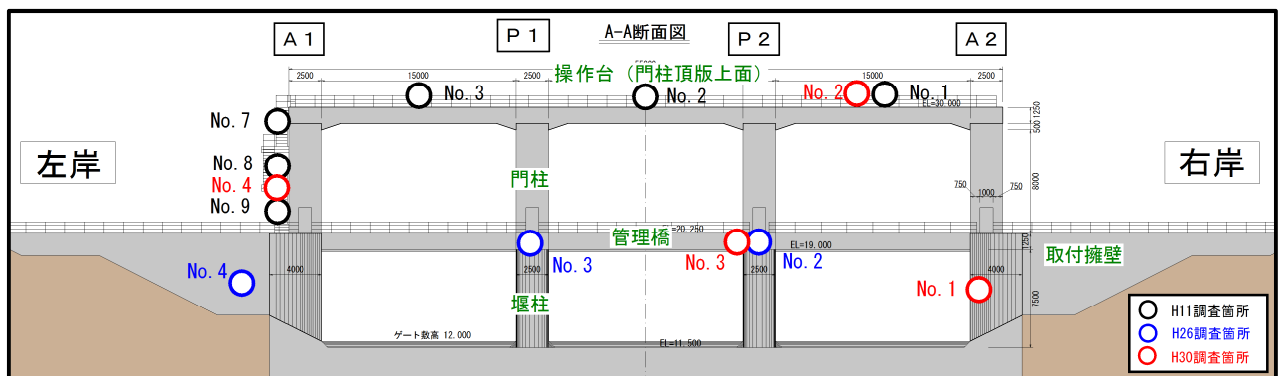 A1
P1
A-A断面図
P2
A2
2500
15000
2500
操作台（門柱頂版上面）
15000
2500
No.3
No.2
No.2
No.1
EL=30.000
1250
500
No.7
左岸
右岸
No.8
No.4
No.9
門柱
750
1000
750
8000
管理橋
EL=19.000
1250
取付擁壁
No.4
4000
2500
No.3
No.3
2500
No.2
4000
No.1
堰柱
7500
ゲート敷高 12.000
EL=11.500
H11調査箇所
H26調査箇所
H30調査箇所